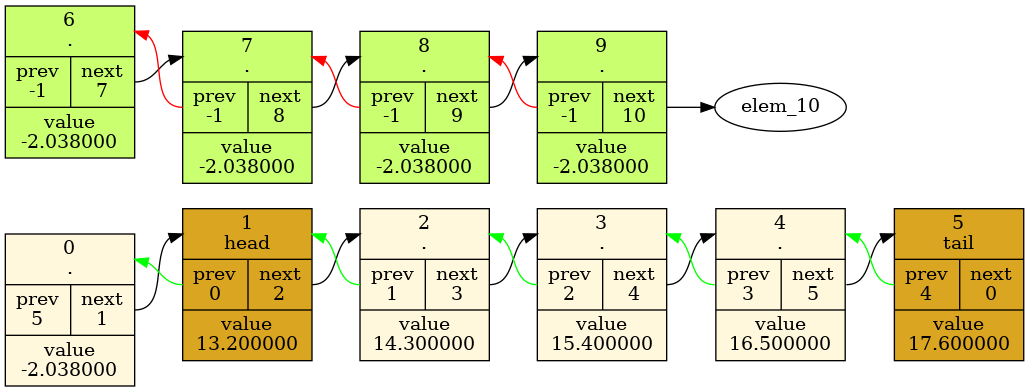 6
.
prev next
-1 7
value
-2.038000
7
.
prev next
-1 8
value
-2.038000
8
.
prev next
-1 9
value
-2.038000
9
.
prev next
-1 10
value
-2.038000
elem_10
0
.
prev next
5 1
value
-2.038000
1
head
prev next
0 2
value
13.200000
2
.
prev next
1 3
value
14.300000
3
.
prev next
2 4
value
15.400000
4
.
prev next
3 5
value
16.500000
5
tail
prev next
4 0
value
17.600000